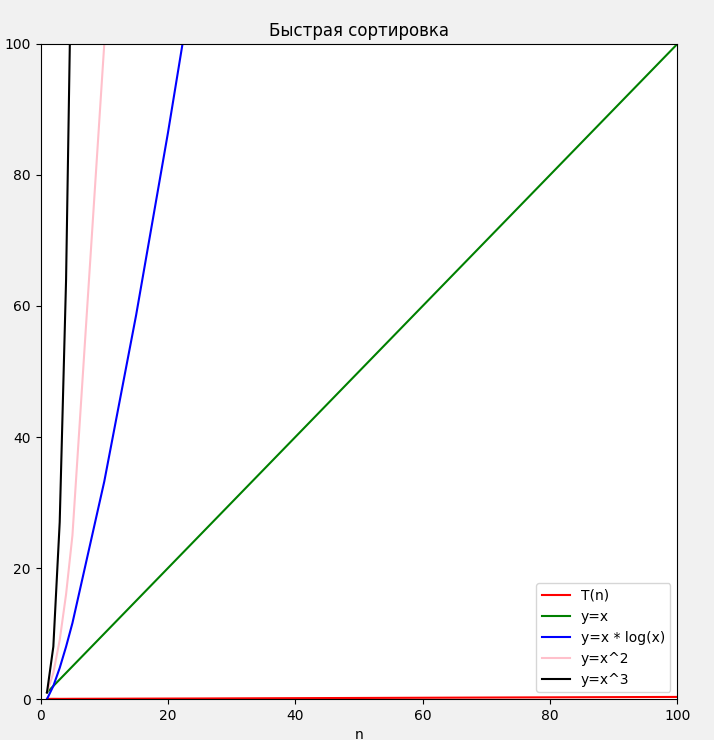 Быстрая сортировка
100
80
60
40
20
0
0 20 40 60 80 100
n
T(n)
y=x
y=x * log(x)
y=x^2
y=x^3